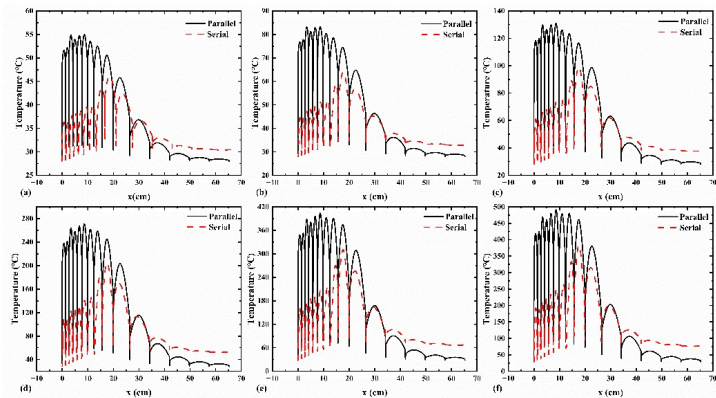 55
50
45
40
35
30
25
Temperature (°C)
Parallel
Serial
−10 0 10 20 30 40 50 60 70
(a)
x(cm)
90
80
70
60
50
40
30
20
Temperature (°C)
Parallel
Serial
−10 0 10 20 30 40 50 60 70
(b)
x(cm)
140
120
100
80
60
40
20
Temperature (°C)
Parallel
Serial
−10 0 10 20 30 40 50 60 70
(c)
x(cm)
280
240
200
160
120
80
40
Temperature (°C)
Parallel
Serial
−10 0 10 20 30 40 50 60 70
(d)
x (cm)
420
360
300
240
180
120
60
0
Temperature (°C)
Parallel
Serial
−10 0 10 20 30 40 50 60 70
(e)
x (cm)
500
450
400
350
300
250
200
150
100
50
0
Temperature (°C)
Parallel
Serial
−10 0 10 20 30 40 50 60 70
(f)
x (cm)